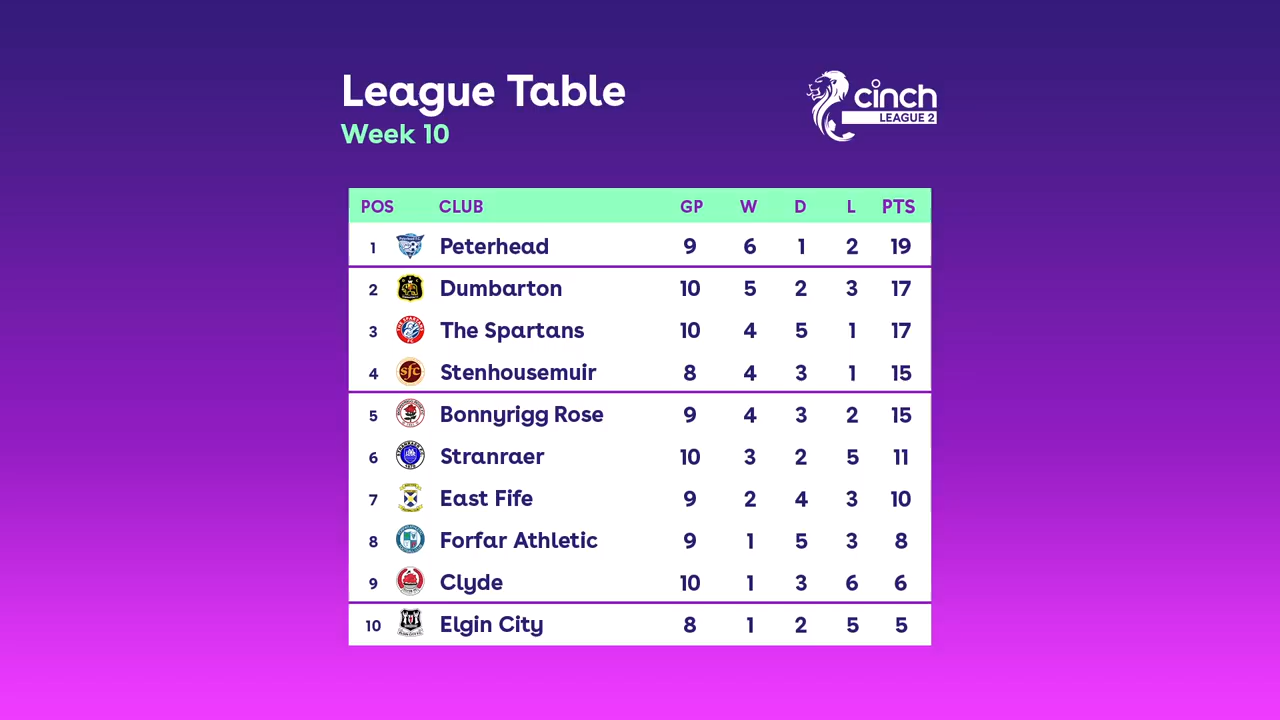 League Table
Week 10
cinch
LEAGUE 2
POS CLUB GP W D L PTS
1 Peterhead 9 6 1 2 19
2 Dumbarton 10 5 2 3 17
3 The Spartans 10 4 5 1 17
4 sfc Stenhousemuir 8 4 3 1 15
5 Bonnyrigg Rose 9 4 3 2 15
6 Stranraer 10 3 2 5 11
7 East Fife 9 2 4 3 10
8 Forfar Athletic 9 1 5 3 8
9 Clyde 10 1 3 6 6
10 Elgin City 8 1 2 5 5